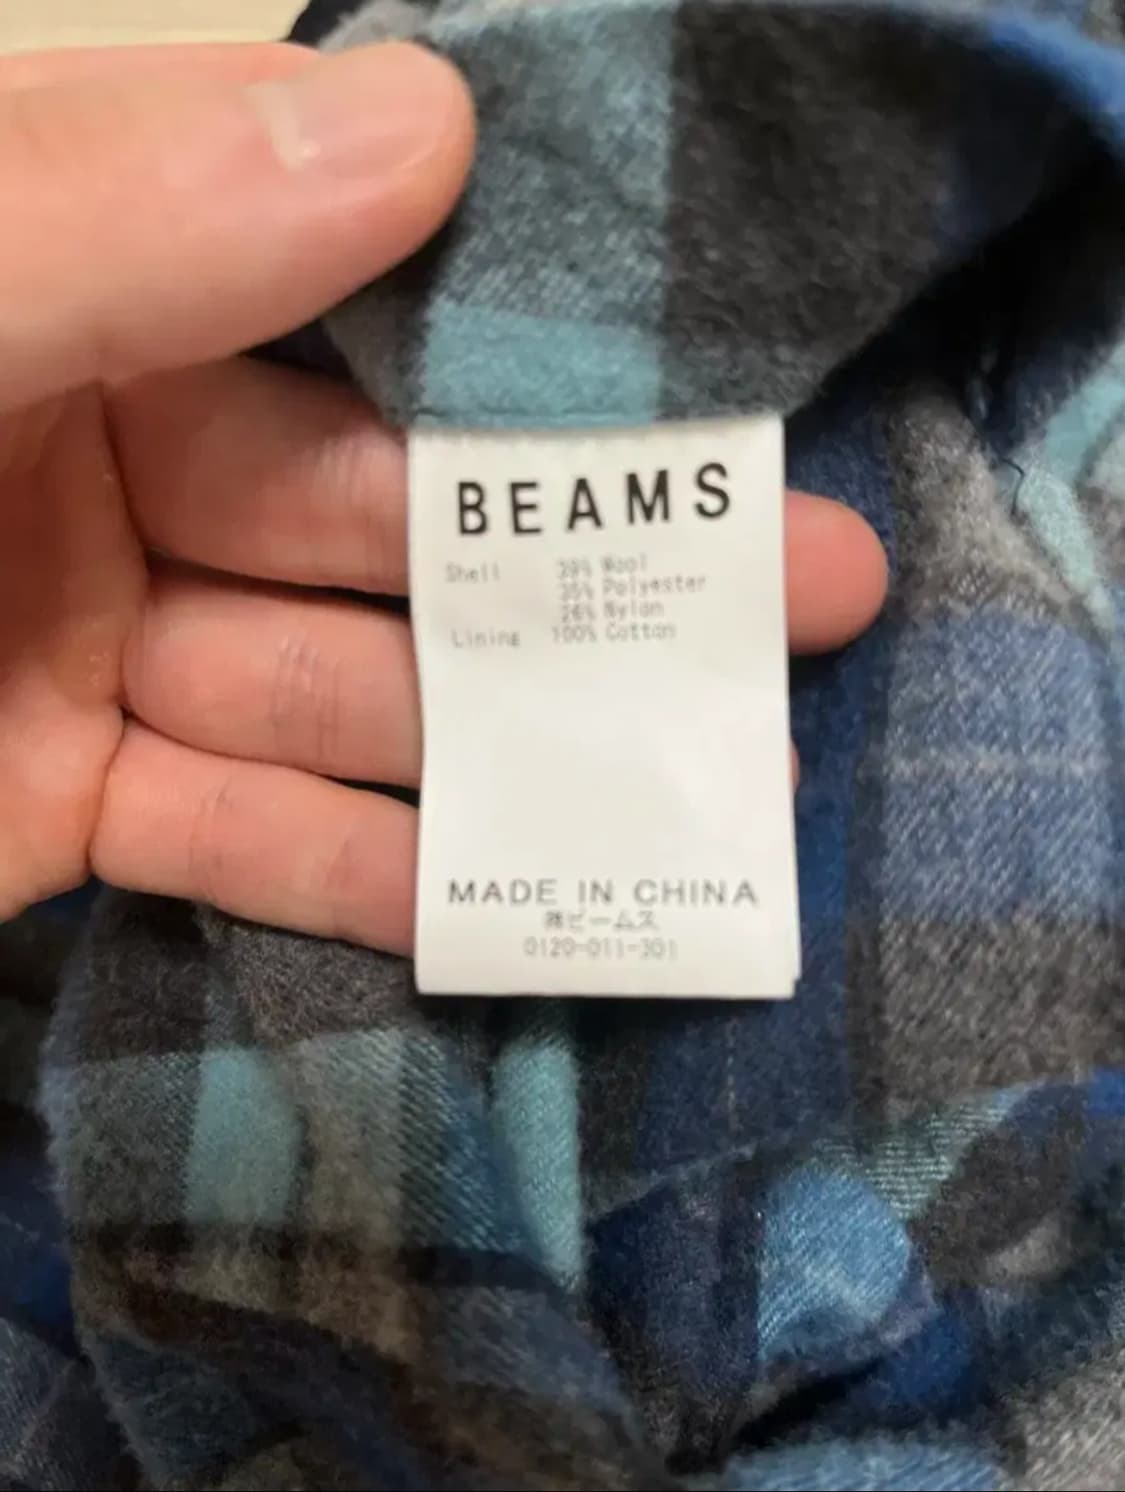 BEAMS
Shell 39% Wool
35% Polyester
26% Nylon
Lining 100% Cotton
MADE IN CHINA
㈱ビームス
0120-011-301